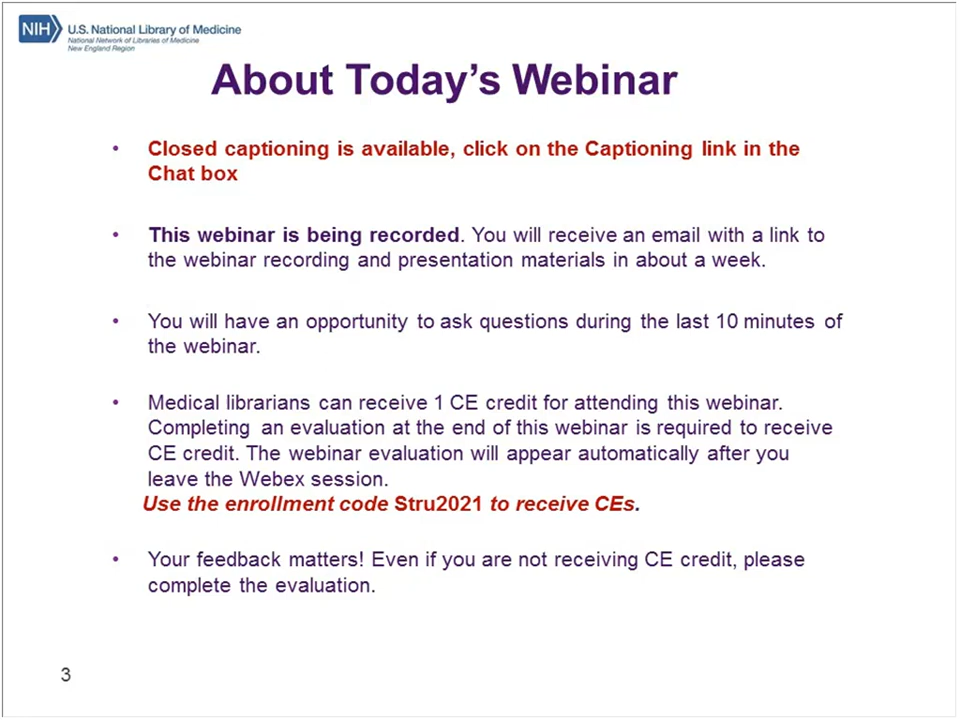 NIH U.S. National Library of Medicine
National Network of Libraries of Medicine
New England Region
About Today's Webinar
• Closed captioning is available, click on the Captioning link in the
Chat box
• This webinar is being recorded. You will receive an email with a link to
the webinar recording and presentation materials in about a week.
• You will have an opportunity to ask questions during the last 10 minutes of
the webinar.
• Medical librarians can receive 1 CE credit for attending this webinar.
Completing an evaluation at the end of this webinar is required to receive
CE credit. The webinar evaluation will appear automatically after you
leave the Webex session.
Use the enrollment code Stru2021 to receive CEs.
• Your feedback matters! Even if you are not receiving CE credit, please
complete the evaluation.
3